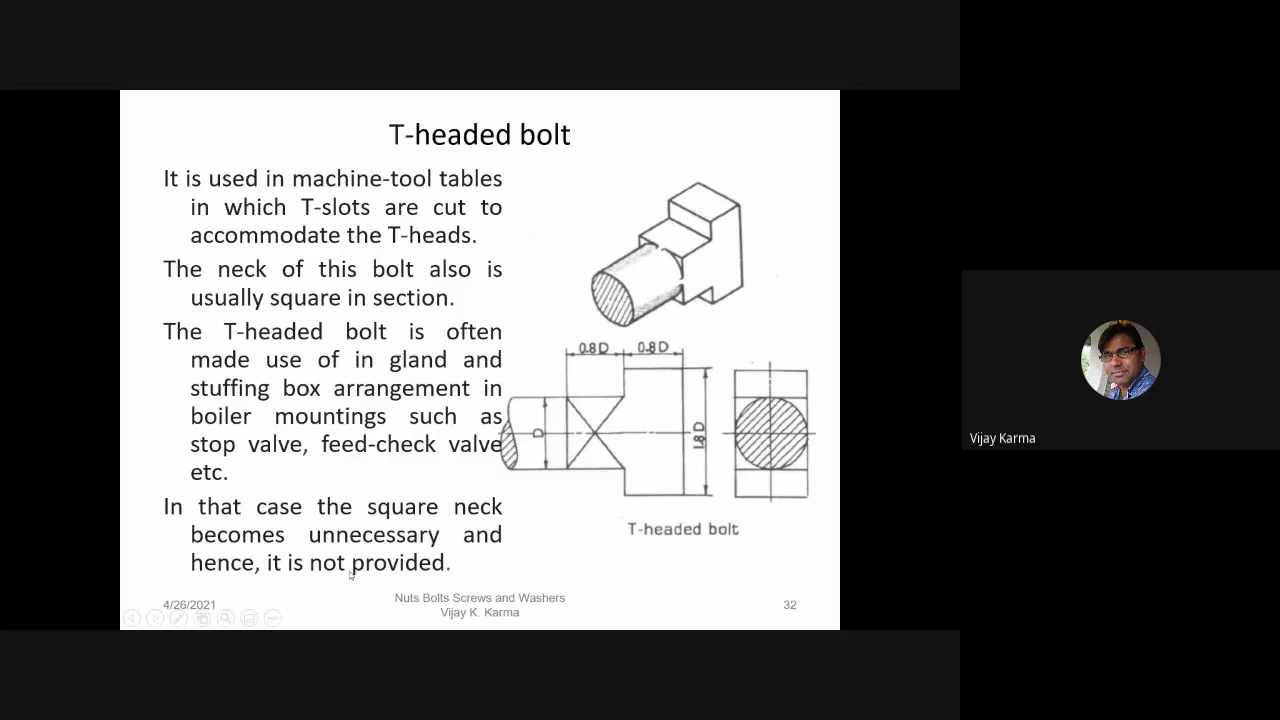 T-headed bolt
It is used in machine-tool tables
in which T-slots are cut to
accommodate the T-heads.
The neck of this bolt also is
usually square in section.
The T-headed bolt is often
made use of in gland and
stuffing box arrangement in
boiler mountings such as
stop valve, feed-check valve
etc.
In that case the square neck
becomes unnecessary and
hence, it is not provided.
0.8D 0.8D
D
1.8D
T-headed bolt
4/26/2021
Nuts Bolts Screws and Washers
Vijay K. Karma
32
Vijay Karma